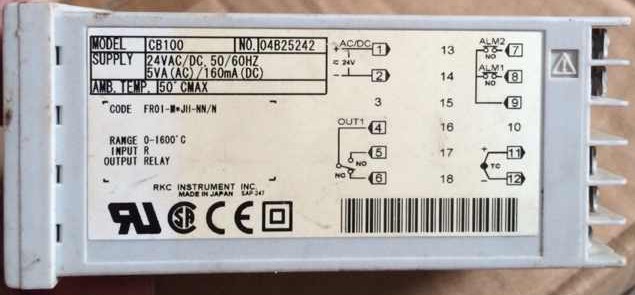 MODEL CB100 NO. 04B25242
SUPPLY 24VAC/DC, 50/60HZ
5VA(AC)/160mA(DC)
AMB. TEMP. 50°CMAX
CODE FR01-M*JH-NN/N
RANGE 0-1600°C
INPUT R
OUTPUT RELAY
RKC INSTRUMENT INC.
MADE IN JAPAN SAP-347
CE
+ AC/DC 1
24V
- 2
3
OUT1 4
5 NO
NC 6
13
14
15
16
17
18
ALM2 7
NO
ALM1 8
NO
9
10
+ 11
TC
- 12